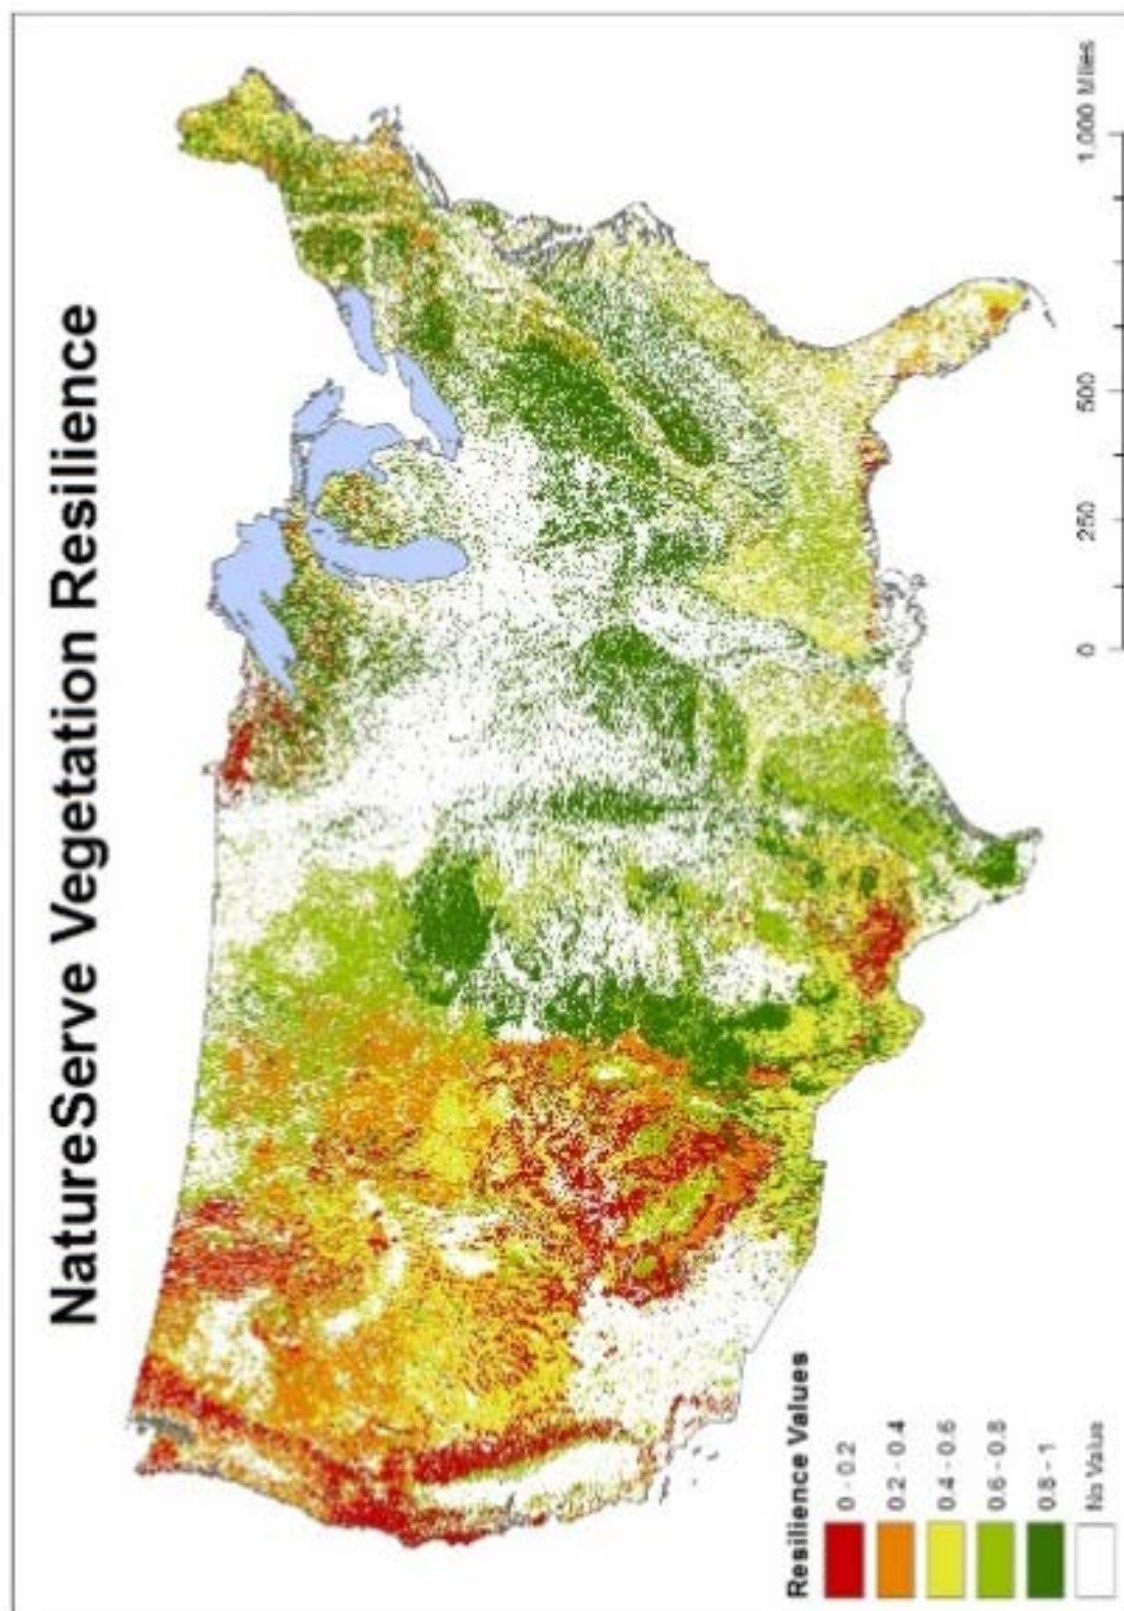 NatureServe Vegetation Resilience
Resilience Values
0 - 0.2
0.2 - 0.4
0.4 - 0.6
0.6 - 0.8
0.8 - 1
No Value
0 250 500 1,000 Miles